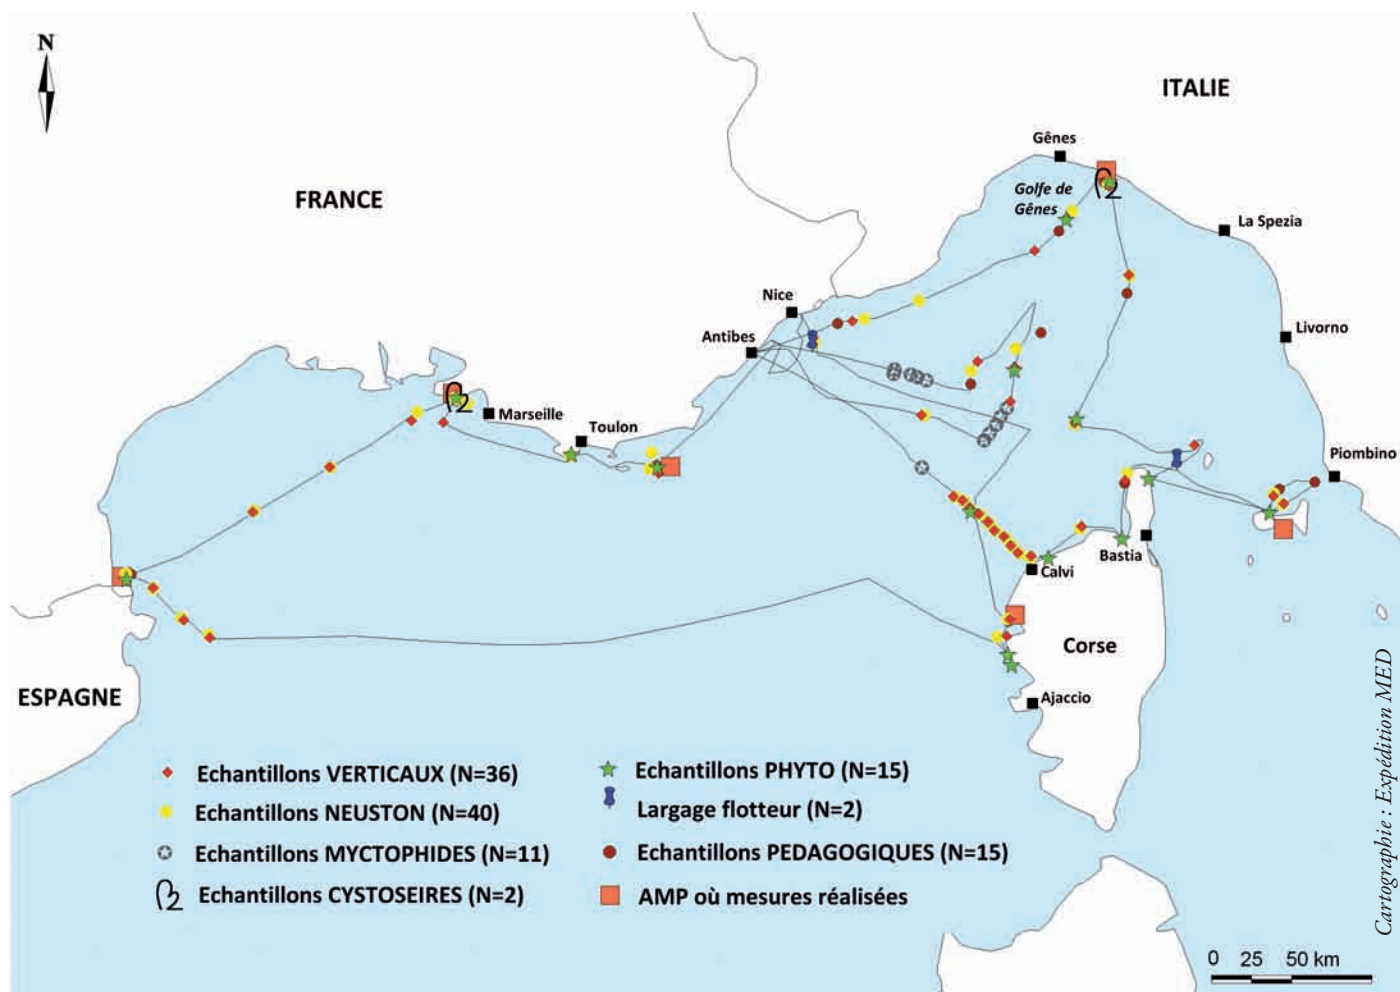 N
ITALIE
Gênes
FRANCE
Golfe de
Gênes
La Spezia
Nice
Livorno
Antibes
Marseille
Toulon
Piombino
Bastia
Calvi
Corse
ESPAGNE
Ajaccio
Echantillons VERTICAUX (N=36)
Echantillons NEUSTON (N=40)
Echantillons MYCTOPHIDES (N=11)
Echantillons CYSTOSEIRES (N=2)
Echantillons PHYTO (N=15)
Largage flotteur (N=2)
Echantillons PEDAGOGIQUES (N=15)
AMP où mesures réalisées
0 25 50 km
Cartographie : Expédition MED